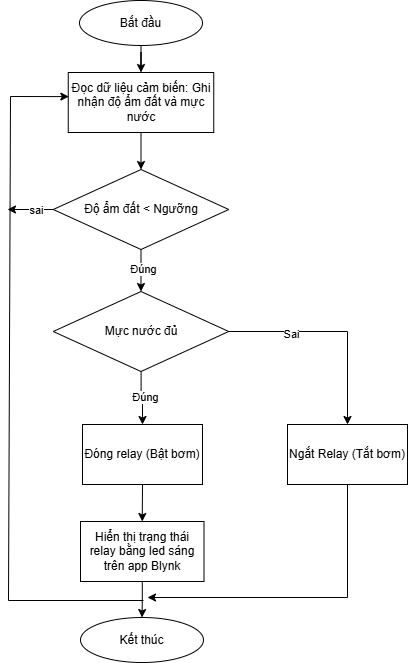 Bắt đầu
Đọc dữ liệu cảm biến: Ghi
nhận độ ẩm đất và mực
nước
sai
Độ ẩm đất < Ngưỡng
Đúng
Mực nước đủ
Sai
Đúng
Đóng relay (Bật bơm)
Ngắt Relay (Tắt bơm)
Hiển thị trạng thái
relay bằng led sáng
trên app Blynk
Kết thúc